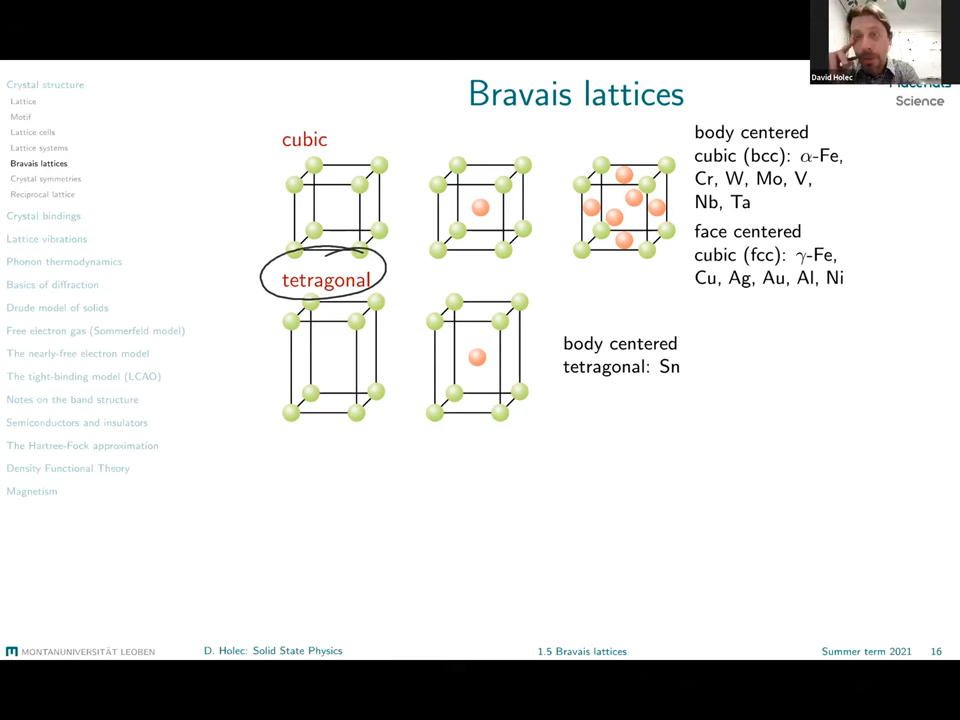 David Holec
Materials
Science
Bravais lattices
Crystal structure
Lattice
Motif
Lattice cells
Lattice systems
Bravais lattices
Crystal symmetries
Reciprocal lattice
Crystal bindings
Lattice vibrations
Phonon thermodynamics
Basics of diffraction
Drude model of solids
Free electron gas (Sommerfeld model)
The nearly-free electron model
The tight-binding model (LCAO)
Notes on the band structure
Semiconductors and insulators
The Hartree-Fock approximation
Density Functional Theory
Magnetism
cubic
body centered
cubic (bcc): α-Fe,
Cr, W, Mo, V,
Nb, Ta
face centered
cubic (fcc): γ-Fe,
Cu, Ag, Au, Al, Ni
tetragonal
body centered
tetragonal: Sn
MONTANUNIVERSITÄT LEOBEN
D. Holec: Solid State Physics
1.5 Bravais lattices
Summer term 2021
16